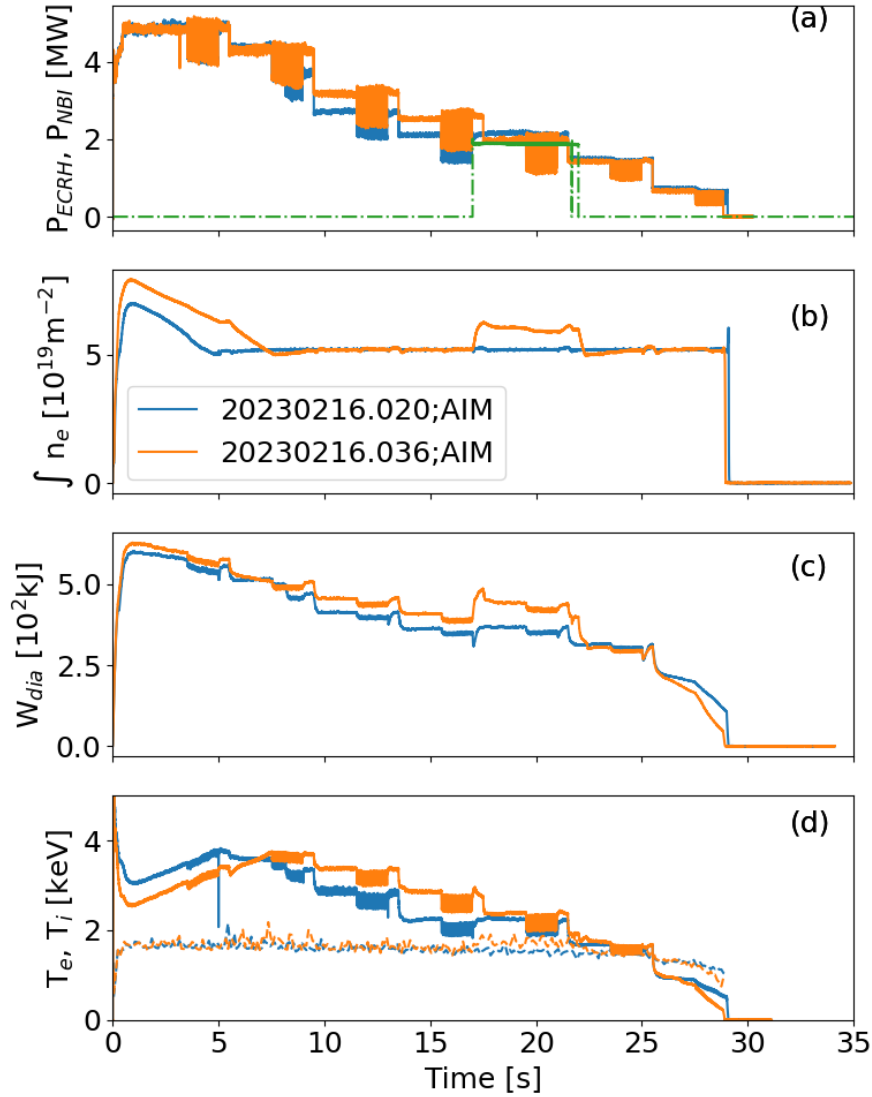 (a)
P_ECRH, P_NBI [MW]
4
2
0
(b)
∫ n_e [10^19 m^−2]
5
0
20230216.020;AIM
20230216.036;AIM
(c)
W_dia [10^2 kJ]
5.0
2.5
0.0
(d)
T_e, T_i [keV]
4
2
0
0 5 10 15 20 25 30 35
Time [s]